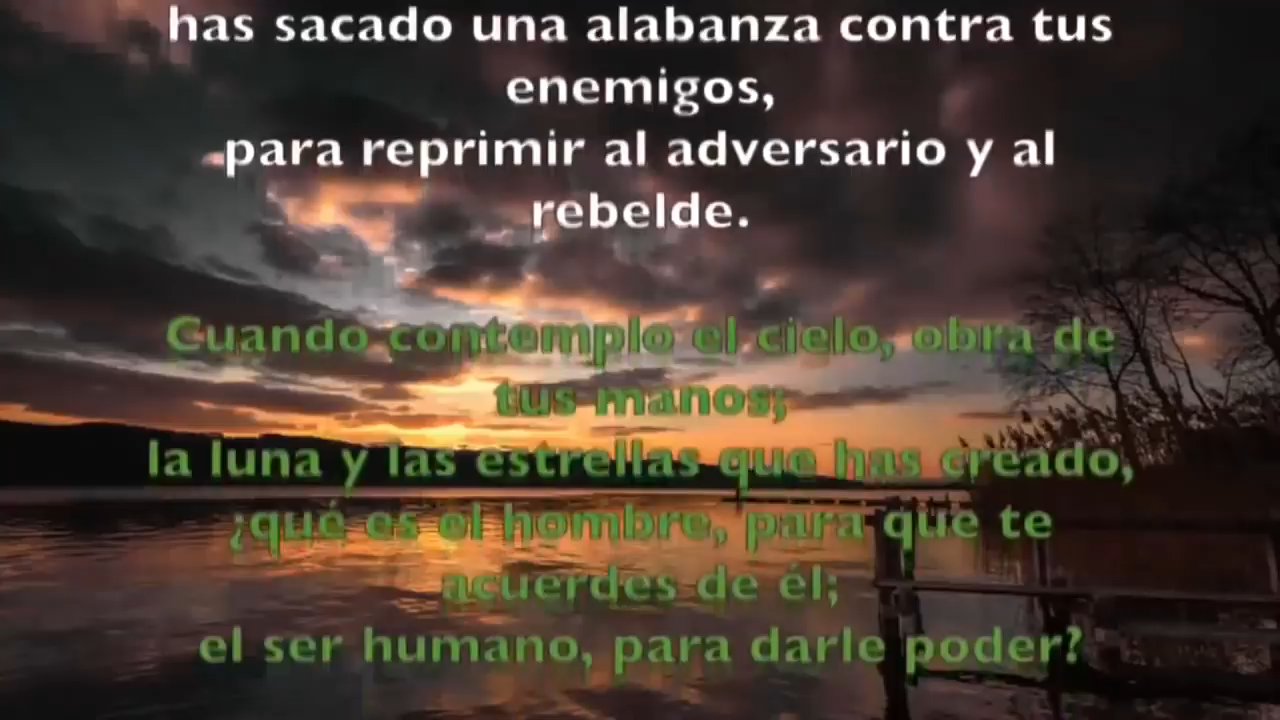 has sacado una alabanza contra tus
enemigos,
para reprimir al adversario y al
rebelde.
Cuando contemplo el cielo, obra de
tus manos;
la luna y las estrellas que has creado,
¿qué es el hombre, para que te
acuerdes de él;
el ser humano, para darle poder?